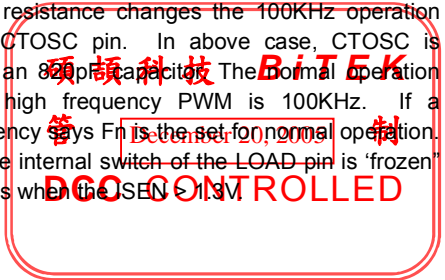 resistance changes the 100KHz operation
CTOSC pin. In above case, CTOSC is
an 820pF capacitor. The normal operation
high frequency PWM is 100KHz. If a
ency says Fn is the set for normal operation.
e internal switch of the LOAD pin is ‘frozen”
s when the ISEN > 1.3V.
碩頡科技 BiTEK
管 December 20, 2005 制
DCC CONTROLLED